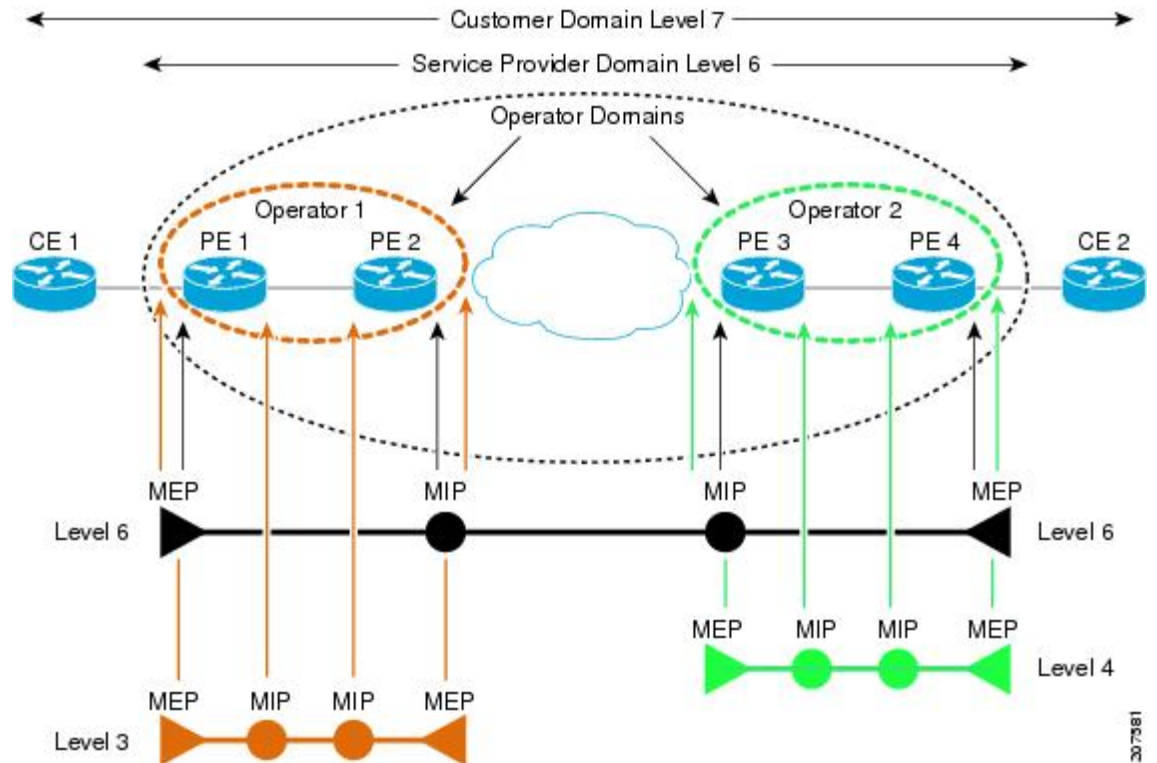 Customer Domain Level 7
Service Provider Domain Level 6
Operator Domains
Operator 1
Operator 2
CE 1
PE 1
PE 2
PE 3
PE 4
CE 2
MEP
MIP
MIP
MEP
Level 6
Level 6
MEP
MIP
MIP
MEP
Level 4
MEP
MIP
MIP
MEP
Level 3
207581